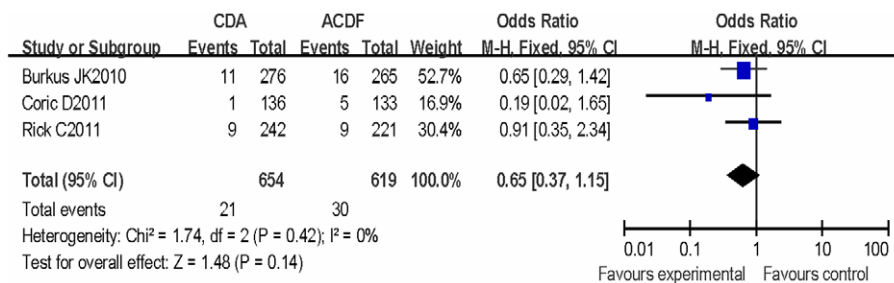 CDA ACDF Odds Ratio Odds Ratio
Study or Subgroup Events Total Events Total Weight M-H, Fixed, 95% CI M-H, Fixed, 95% CI
Burkus JK2010 11 276 16 265 52.7% 0.65 [0.29, 1.42]
Coric D2011 1 136 5 133 16.9% 0.19 [0.02, 1.65]
Rick C2011 9 242 9 221 30.4% 0.91 [0.35, 2.34]
Total (95% CI) 654 619 100.0% 0.65 [0.37, 1.15]
Total events 21 30
Heterogeneity: Chi² = 1.74, df = 2 (P = 0.42); I² = 0%
Test for overall effect: Z = 1.48 (P = 0.14)
0.01 0.1 1 10 100
Favours experimental Favours control